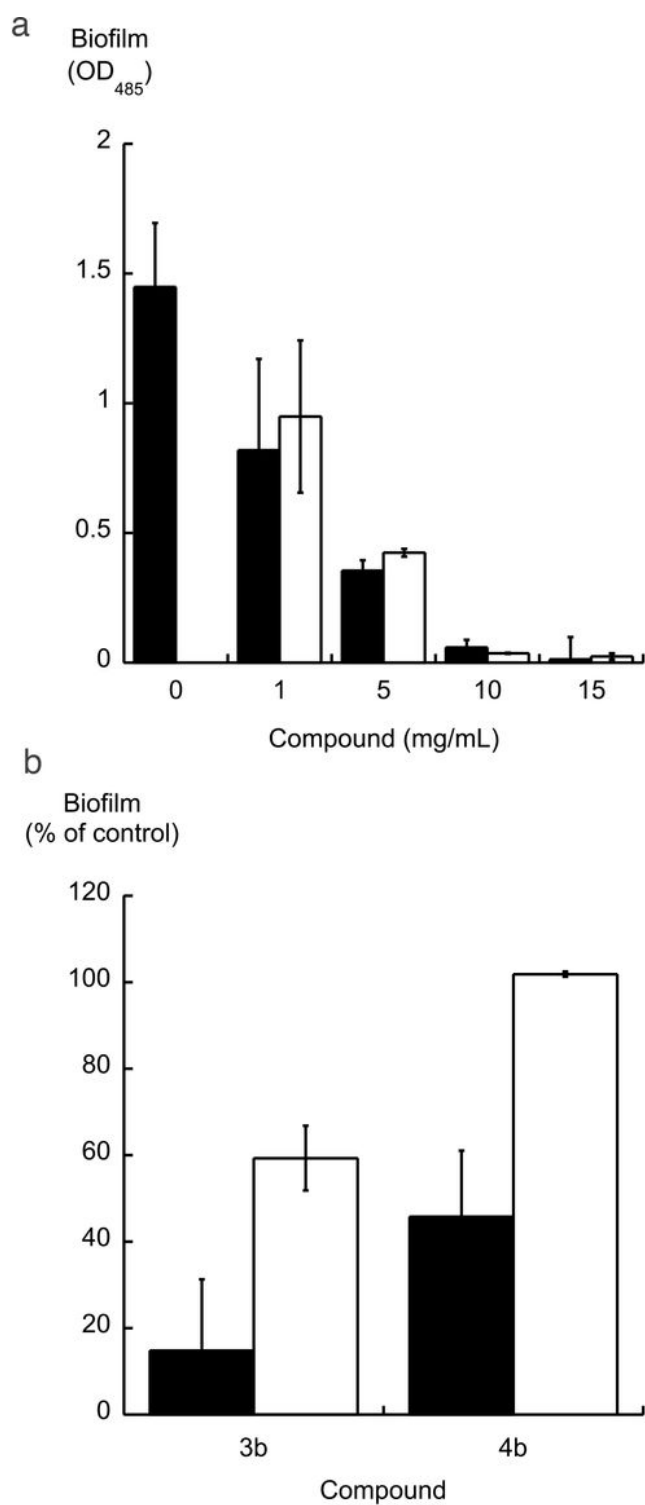 a
Biofilm
(OD485)
2
1.5
1
0.5
0
0 1 5 10 15
Compound (mg/mL)
b
Biofilm
(% of control)
120
100
80
60
40
20
0
3b 4b
Compound